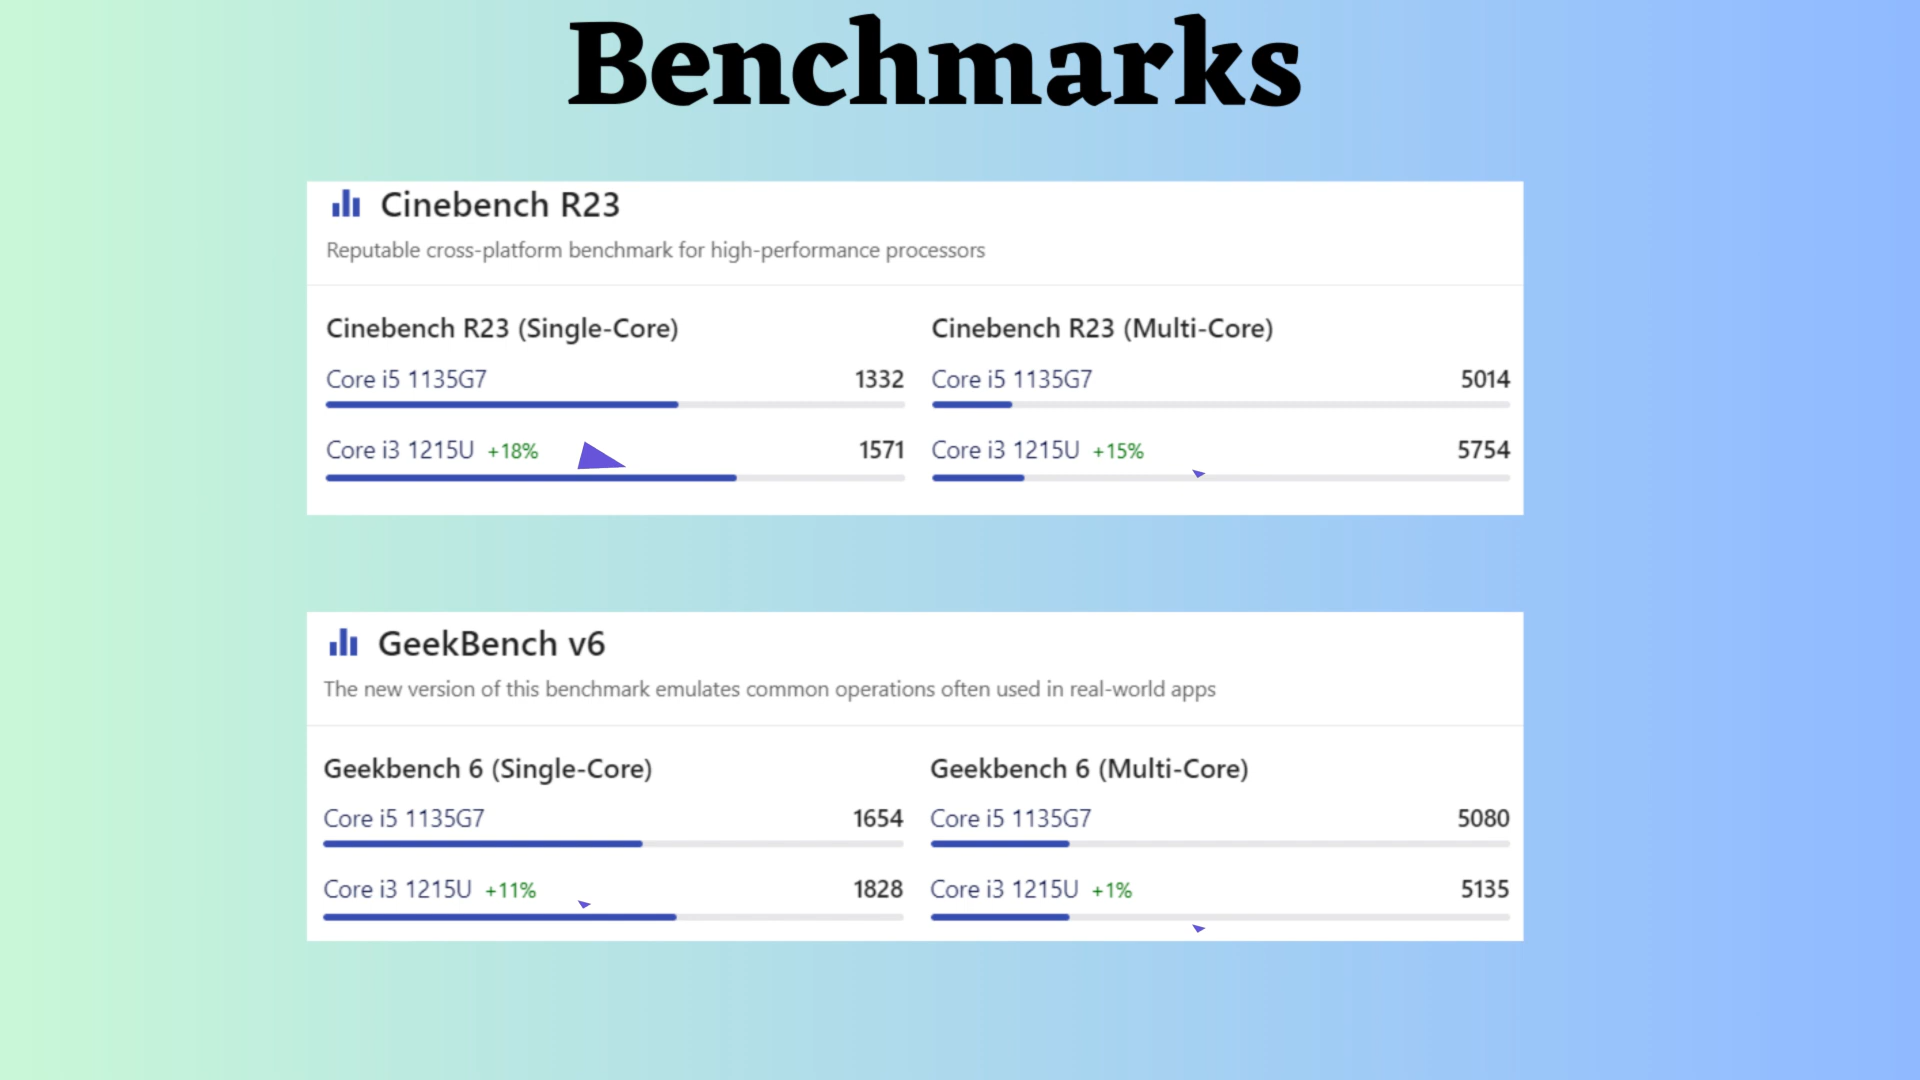 Benchmarks
Cinebench R23
Reputable cross-platform benchmark for high-performance processors
Cinebench R23 (Single-Core)
Core i5 1135G7 1332
Core i3 1215U +18% 1571
Cinebench R23 (Multi-Core)
Core i5 1135G7 5014
Core i3 1215U +15% 5754
GeekBench v6
The new version of this benchmark emulates common operations often used in real-world apps
Geekbench 6 (Single-Core)
Core i5 1135G7 1654
Core i3 1215U +11% 1828
Geekbench 6 (Multi-Core)
Core i5 1135G7 5080
Core i3 1215U +1% 5135